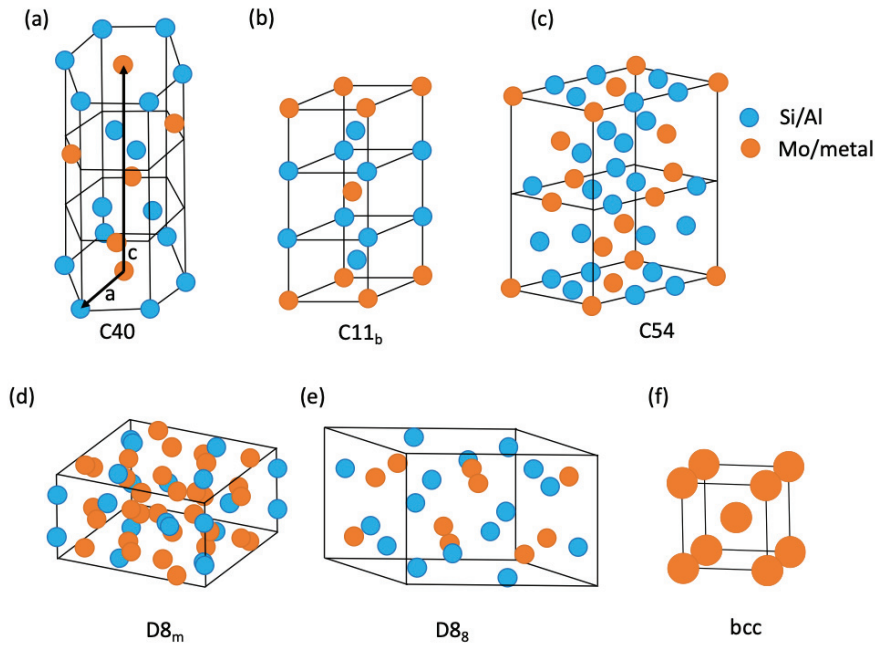 (a)
(b)
(c)
Si/Al
Mo/metal
c
a
C40
C11b
C54
(d)
(e)
(f)
D8m
D88
bcc